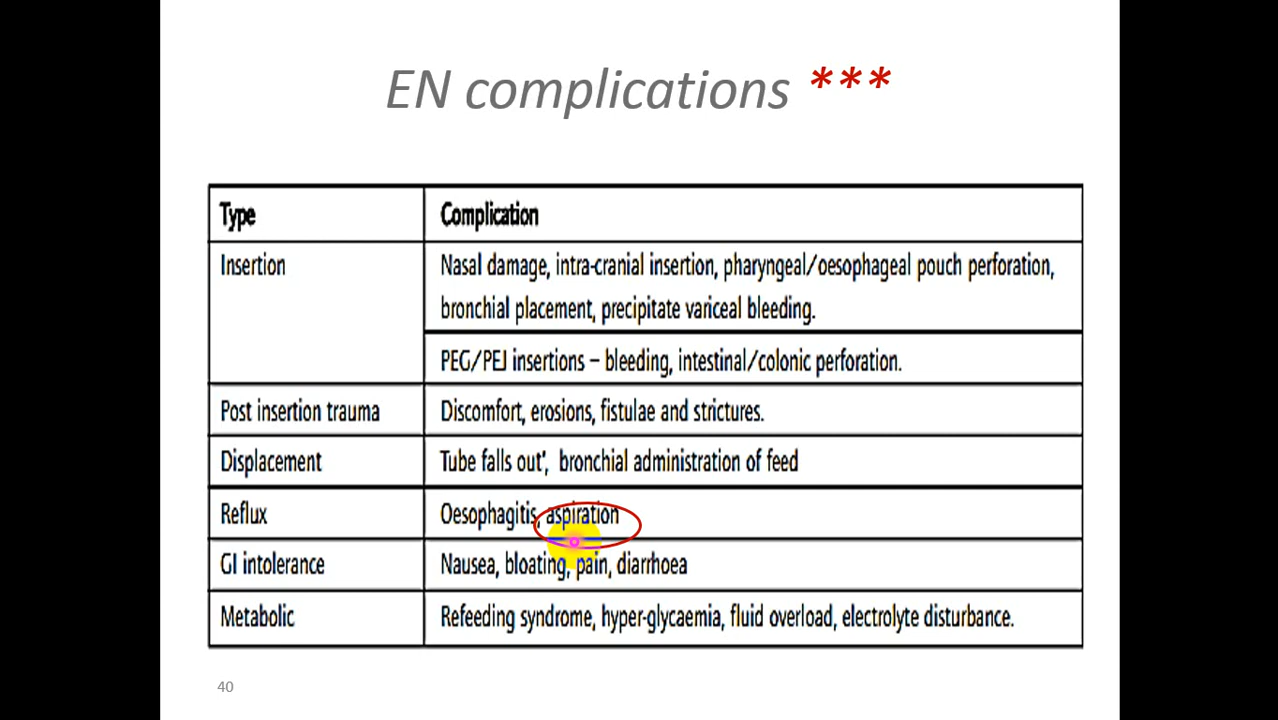 EN complications ***
Type Complication
Insertion Nasal damage, intra-cranial insertion, pharyngeal/oesophageal pouch perforation,
bronchial placement, precipitate variceal bleeding.
PEG/PEJ insertions – bleeding, intestinal/colonic perforation.
Post insertion trauma Discomfort, erosions, fistulae and strictures.
Displacement Tube falls out’, bronchial administration of feed
Reflux Oesophagitis, aspiration
GI intolerance Nausea, bloating, pain, diarrhoea
Metabolic Refeeding syndrome, hyper-glycaemia, fluid overload, electrolyte disturbance.
40